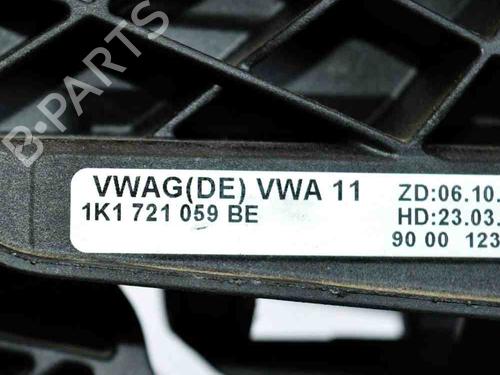 B-PARTS
VWAG(DE) VWA 11
1K1 721 059 BE
ZD:06.10.
HD:23.03.
90 00 123